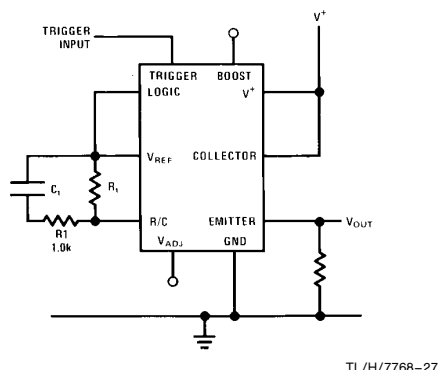 V+
TRIGGER
INPUT
TRIGGER
BOOST
LOGIC
V+
VREF
COLLECTOR
C1
R1
R/C
EMITTER
VOUT
R1
1.0k
VADJ
GND
TL/H/7768–27